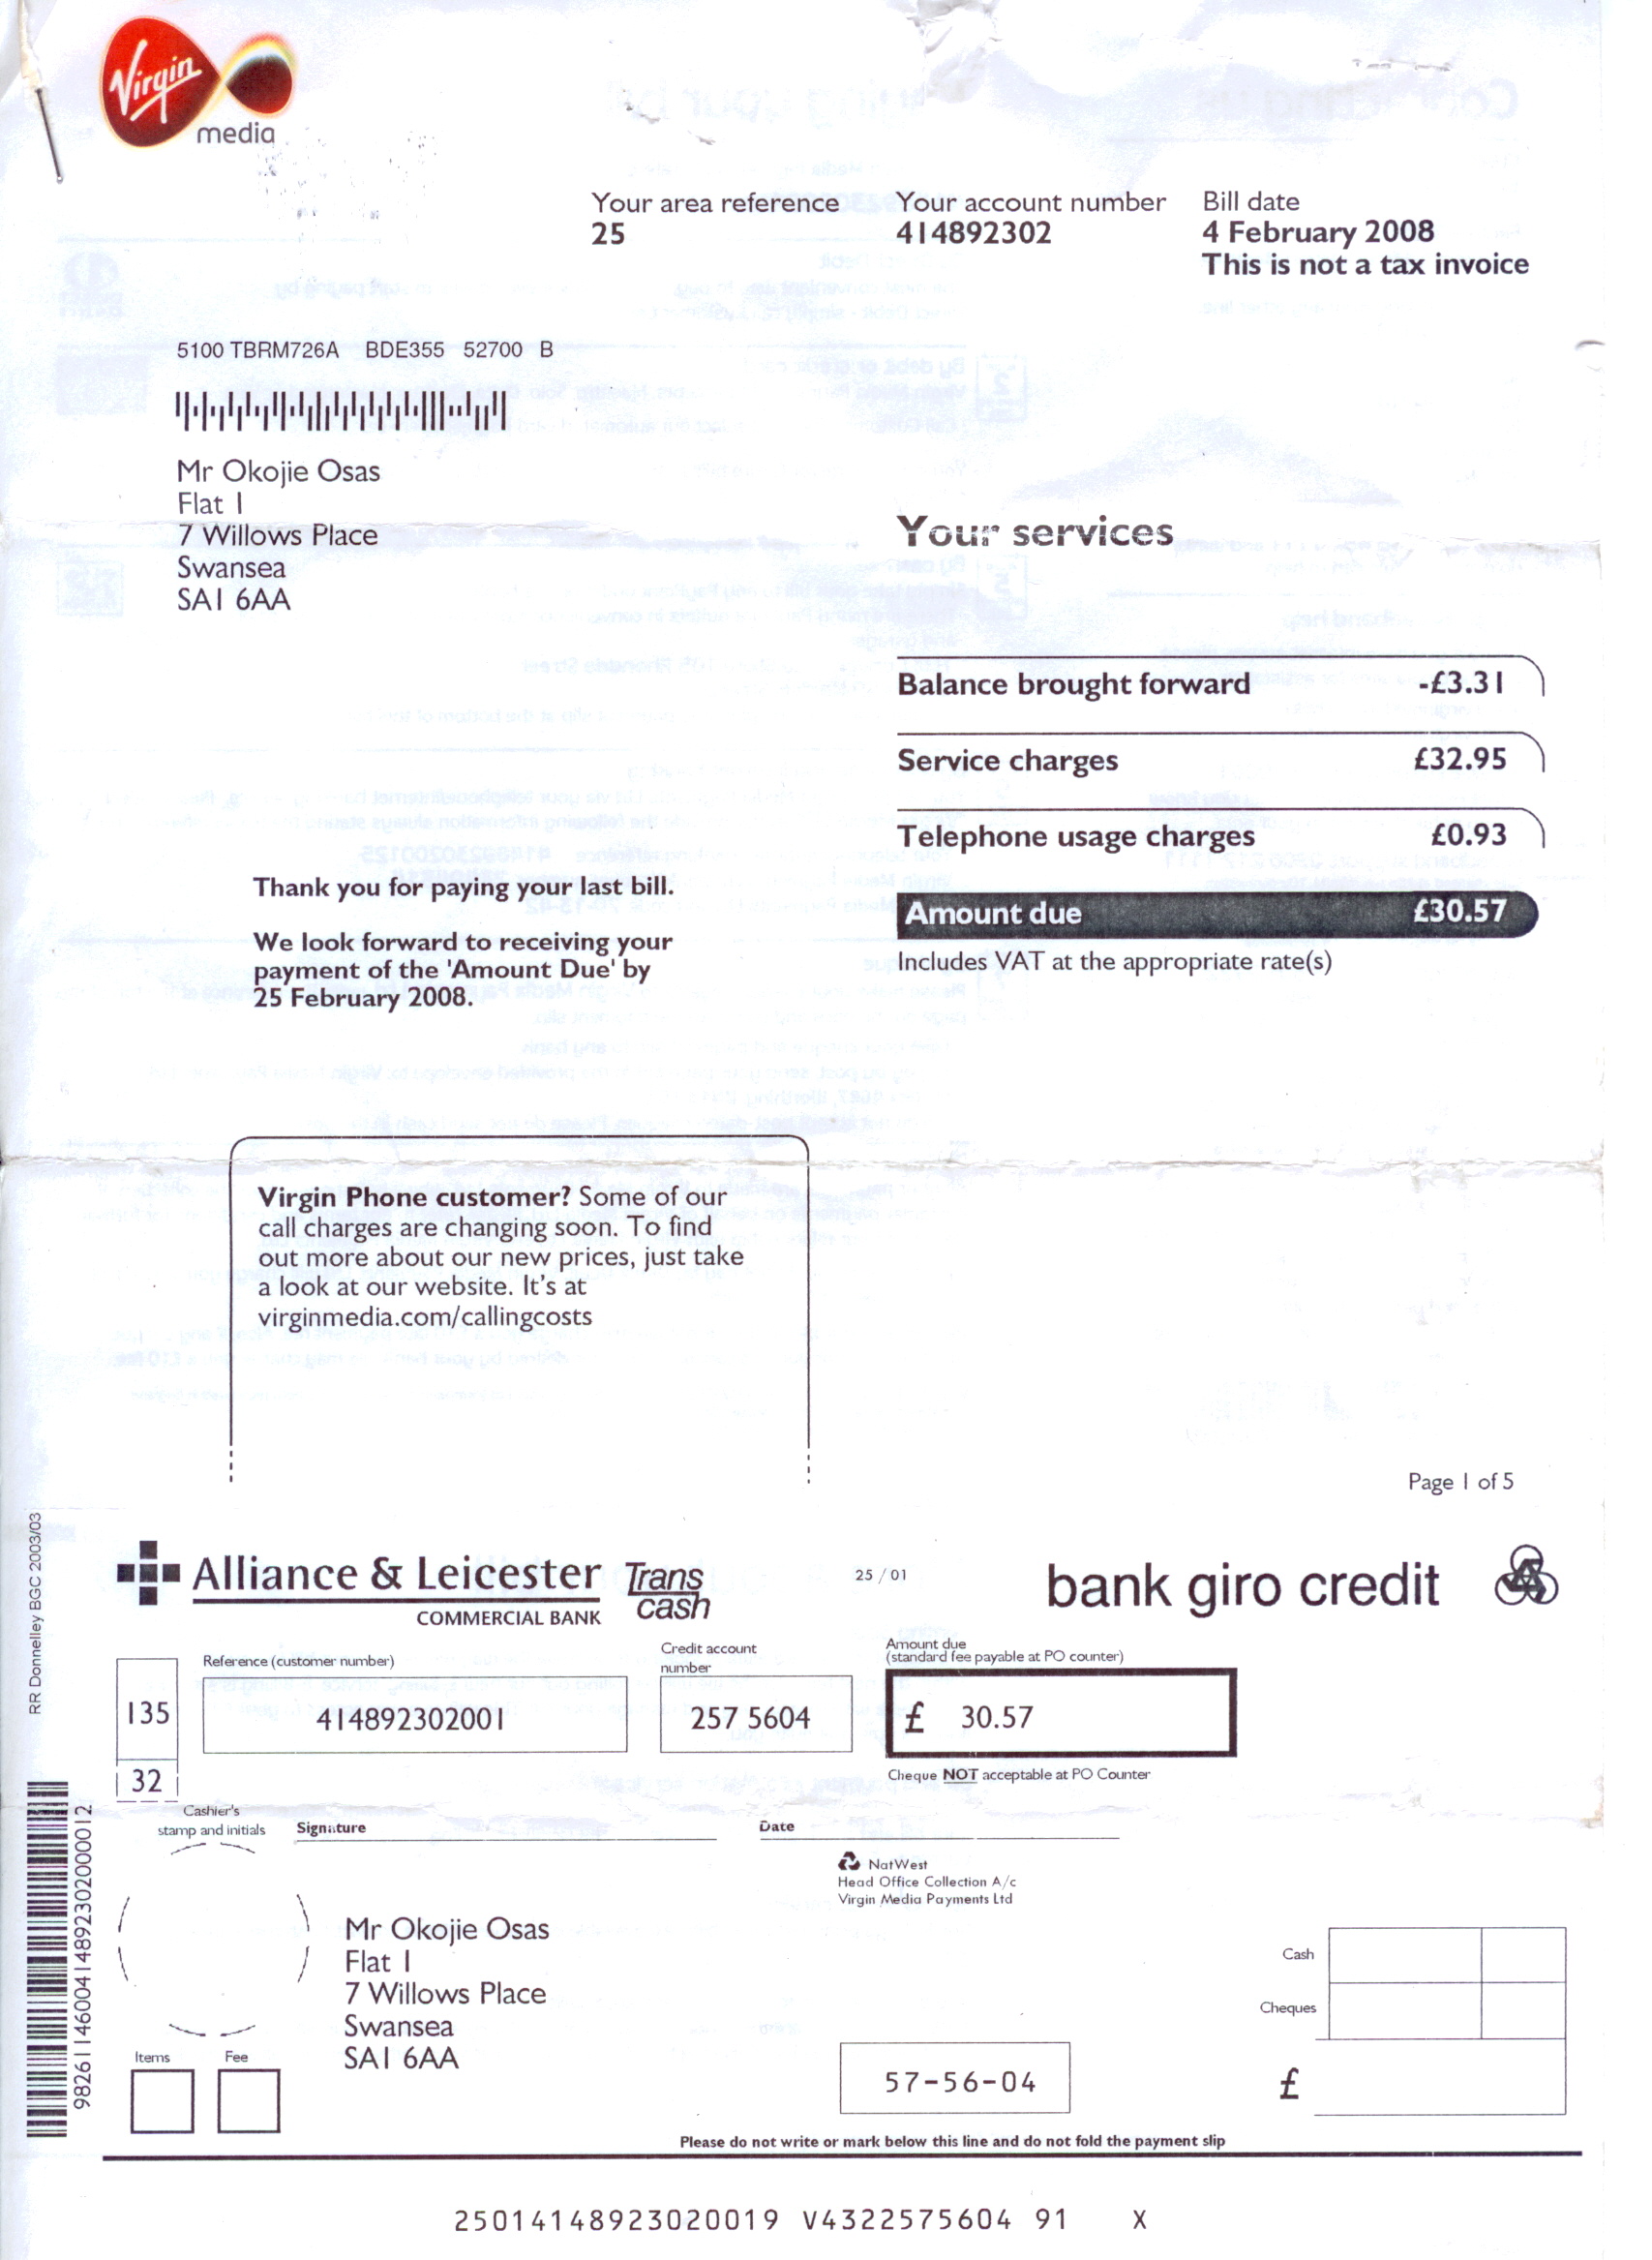 Virgin
media
Your area reference
25
Your account number
414892302
Bill date
4 February 2008
This is not a tax invoice
5100 TBRM726A BDE355 52700 B
Mr Okojie Osas
Flat 1
7 Willows Place
Swansea
SA1 6AA
Your services
Balance brought forward -£3.31
Service charges £32.95
Telephone usage charges £0.93
Amount due £30.57
Includes VAT at the appropriate rate(s)
Thank you for paying your last bill.
We look forward to receiving your
payment of the 'Amount Due' by
25 February 2008.
Virgin Phone customer? Some of our
call charges are changing soon. To find
out more about our new prices, just take
a look at our website. It's at
virginmedia.com/callingcosts
Page 1 of 5
RR Donnelley BGC 2003/03
Alliance & Leicester
COMMERCIAL BANK
Trans
cash
25 / 01
bank giro credit
Reference (customer number)
Credit account
number
Amount due
(standard fee payable at PO counter)
135
414892302001
257 5604
£ 30.57
32
Cheque NOT acceptable at PO Counter
Cashier's
stamp and initials
Signature
Date
NatWest
Head Office Collection A/c
Virgin Media Payments Ltd
98261146004148923020000012
Mr Okojie Osas
Flat 1
7 Willows Place
Swansea
SA1 6AA
Cash
Cheques
£
Items
Fee
57-56-04
Please do not write or mark below this line and do not fold the payment slip
25014148923020019 V4322575604 91 X